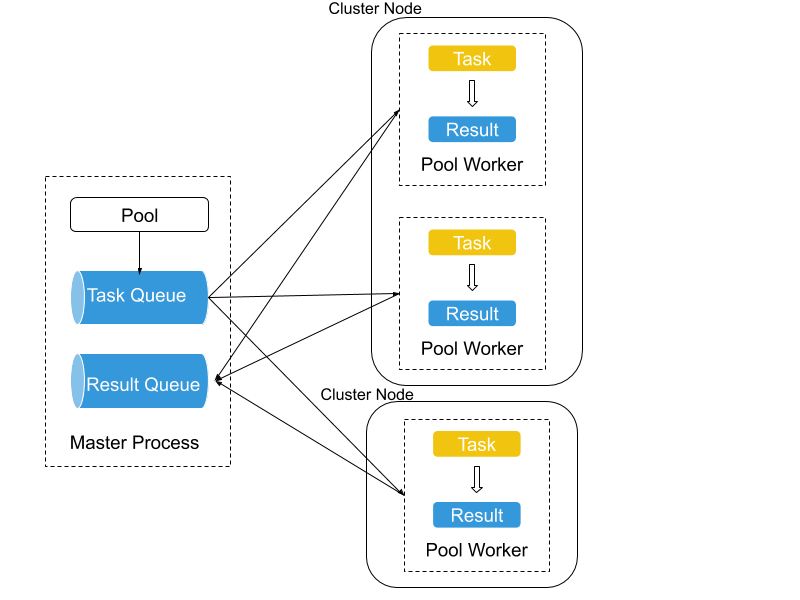 Cluster Node
Task
Result
Pool Worker
Task
Result
Pool Worker
Pool
Task Queue
Result Queue
Master Process
Cluster Node
Task
Result
Pool Worker